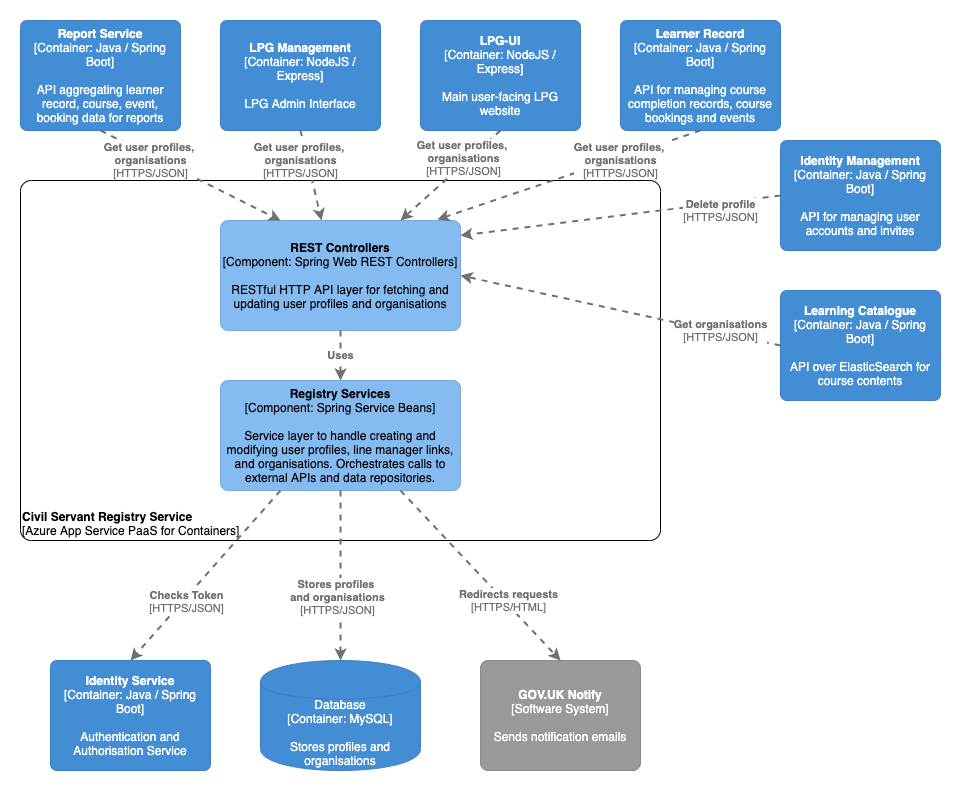 Report Service
[Container: Java / Spring
Boot]
API aggregating learner
record, course, event,
booking data for reports
LPG Management
[Container: NodeJS /
Express]
LPG Admin Interface
LPG-UI
[Container: NodeJS /
Express]
Main user-facing LPG
website
Learner Record
[Container: Java / Spring
Boot]
API for managing course
completion records, course
bookings and events
Get user profiles,
organisations
[HTTPS/JSON]
Get user profiles,
organisations
[HTTPS/JSON]
Get user profiles,
organisations
[HTTPS/JSON]
Get user profiles,
organisations
[HTTPS/JSON]
Identity Management
[Container: Java / Spring
Boot]
API for managing user
accounts and invites
Delete profile
[HTTPS/JSON]
REST Controllers
[Component: Spring Web REST Controllers]
RESTful HTTP API layer for fetching and
updating user profiles and organisations
Learning Catalogue
[Container: Java / Spring
Boot]
API over ElasticSearch for
course contents
Get organisations
[HTTPS/JSON]
Uses
Registry Services
[Component: Spring Service Beans]
Service layer to handle creating and
modifying user profiles, line manager links,
and organisations. Orchestrates calls to
external APIs and data repositories.
Civil Servant Registry Service
[Azure App Service PaaS for Containers]
Checks Token
[HTTPS/JSON]
Stores profiles
and organisations
[HTTPS/JSON]
Redirects requests
[HTTPS/HTML]
Identity Service
[Container: Java / Spring
Boot]
Authentication and
Authorisation Service
Database
[Container: MySQL]
Stores profiles and
organisations
GOV.UK Notify
[Software System]
Sends notification emails